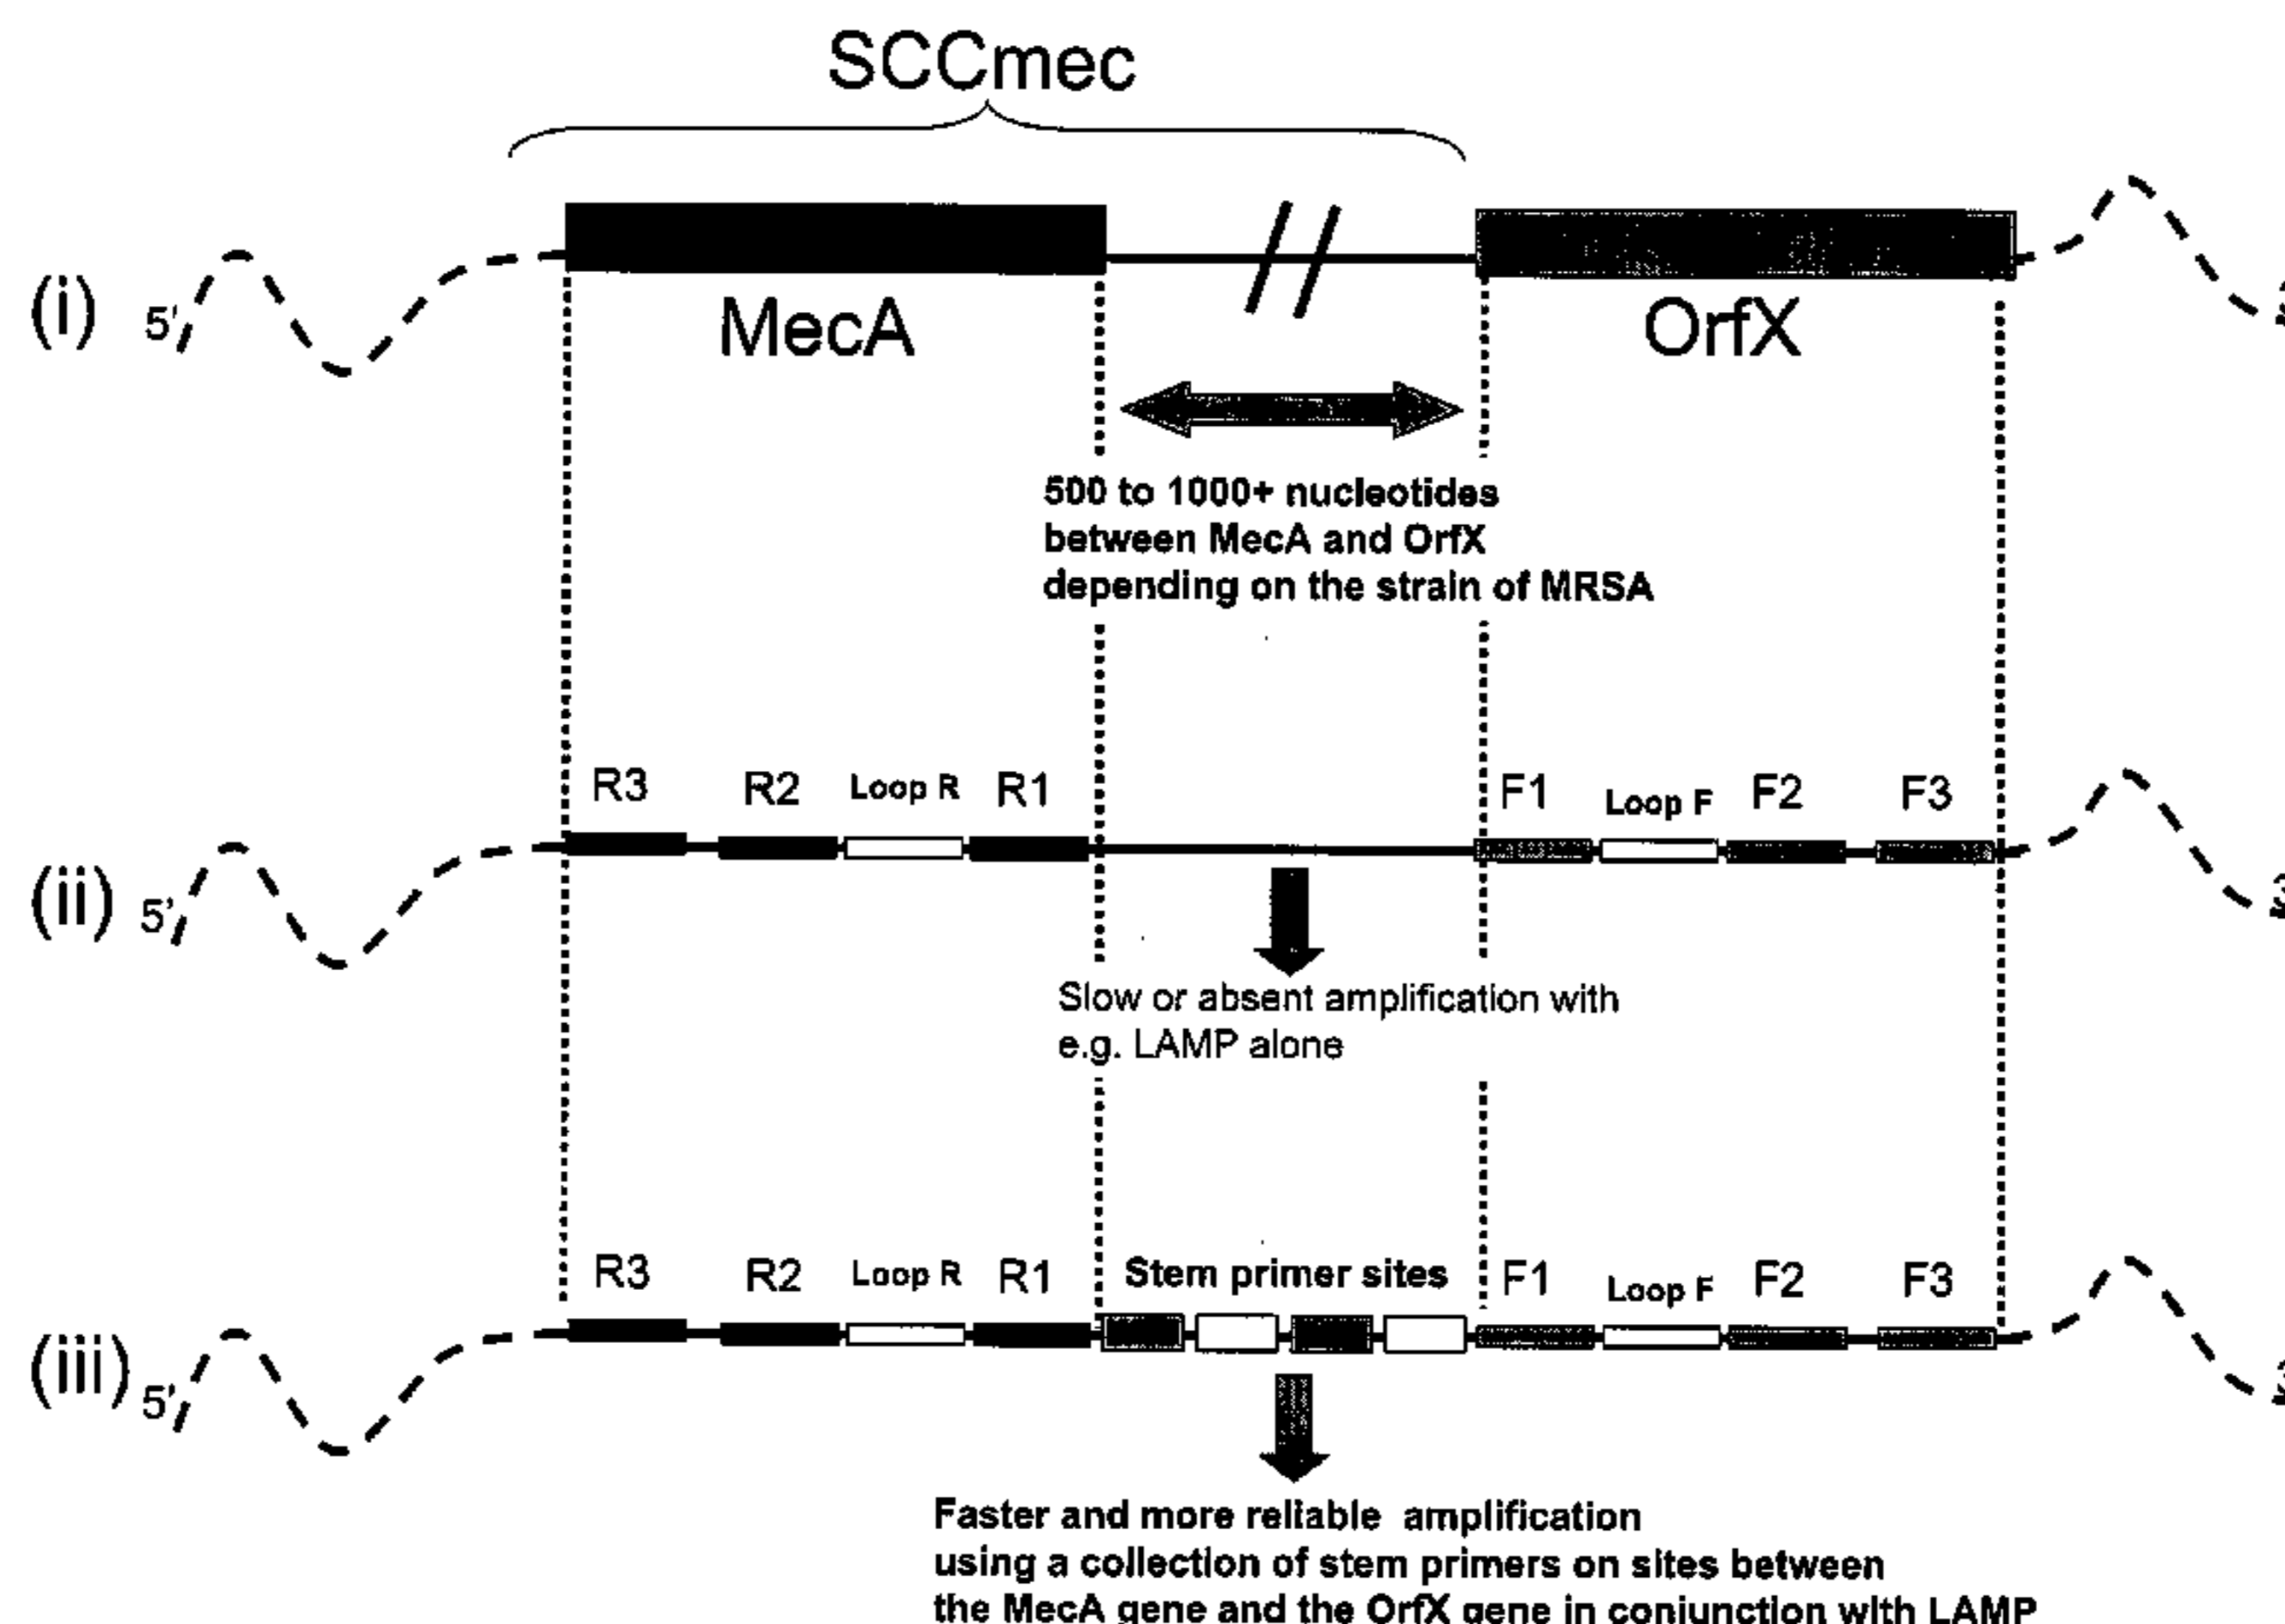 SCCmec
(i) 5'
MecA
OrfX
500 to 1000+ nucleotides
between MecA and OrfX
depending on the strain of MRSA
R3 R2 Loop R R1 F1 Loop F F2 F3
(ii) 5'
Slow or absent amplification with
e.g. LAMP alone
R3 R2 Loop R R1 Stem primer sites F1 Loop F F2 F3
(iii) 5'
Faster and more reliable amplification
using a collection of stem primers on sites between
the MecA gene and the OrfX gene in conjunction with LAMP